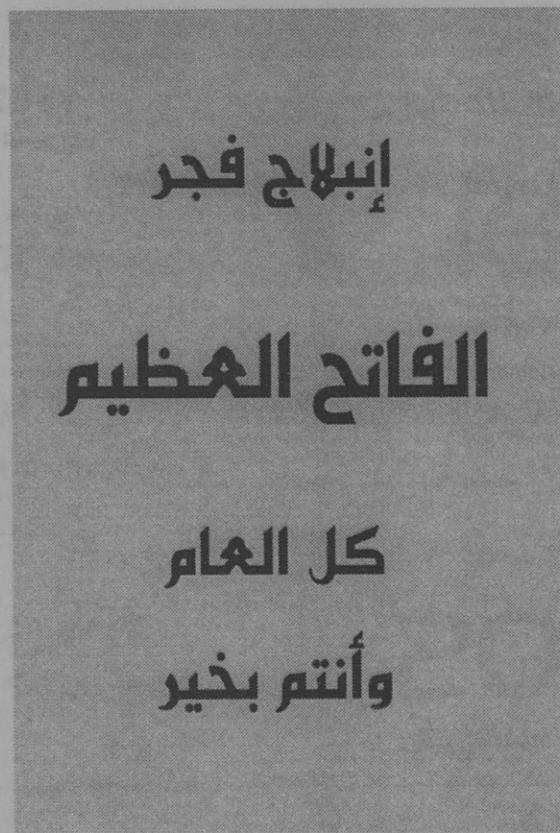 إنبلاج فجر
الفاتح العظيم
كل العام
وأنتم بخير